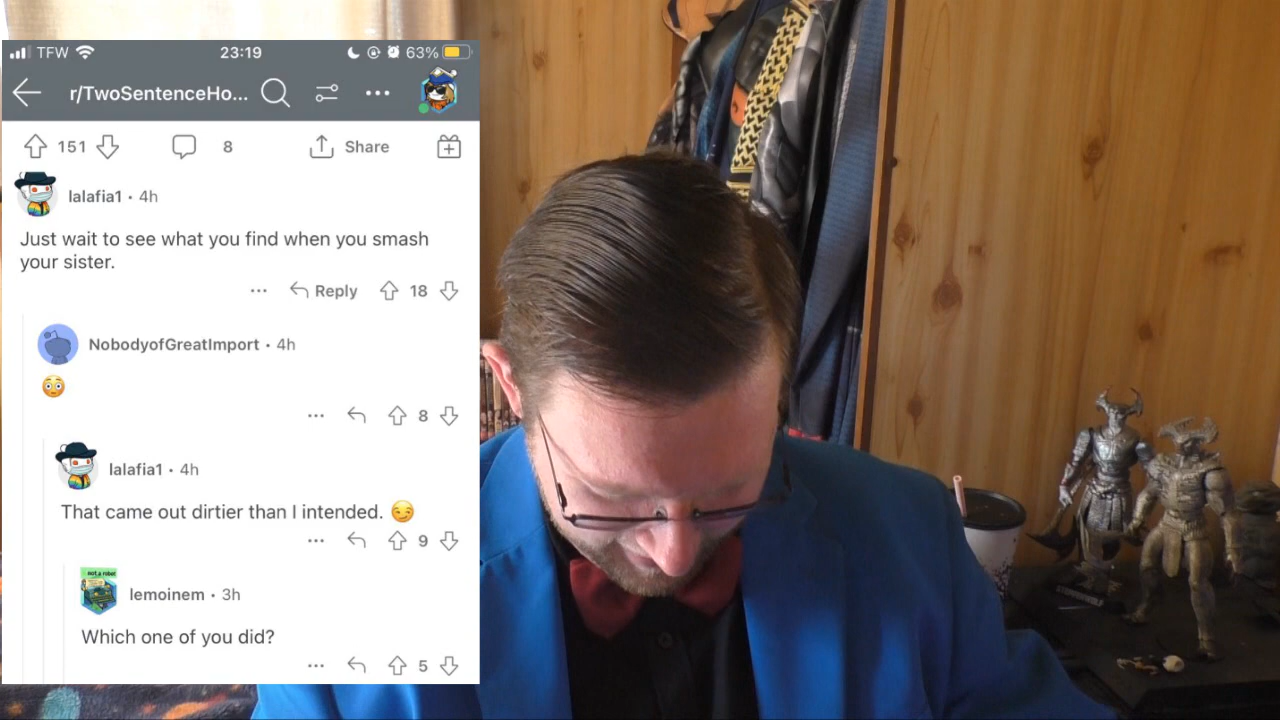 TFW 23:19 63%
r/TwoSentenceHo...
151 8 Share
lalafia1 • 4h
Just wait to see what you find when you smash
your sister.
Reply 18
NobodyofGreatImport • 4h
8
lalafia1 • 4h
That came out dirtier than I intended. 😏
9
not a robot
lemoinem • 3h
Which one of you did?
5